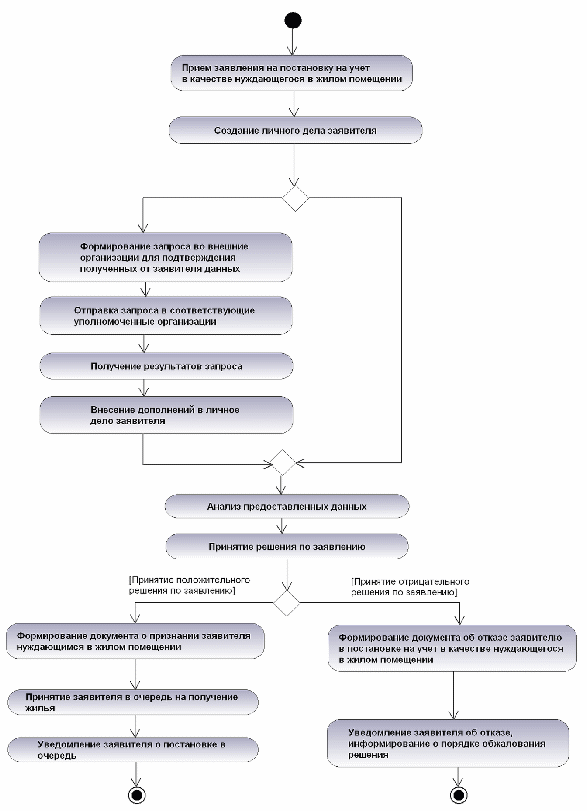 Прием заявления на постановку на учет
в качестве нуждающегося в жилом помещении
Создание личного дела заявителя
Формирование запроса во внешние
организации для подтверждения
полученных от заявителя данных
Отправка запроса в соответствующие
уполномоченные организации
Получение результатов запроса
Внесение дополнений в личное
дело заявителя
Анализ предоставленных данных
Принятие решения по заявлению
[Принятие положительного
решения по заявлению]
[Принятие отрицательного
решения по заявлению]
Формирование документа о признании заявителя
нуждающимся в жилом помещении
Принятие заявителя в очередь на получение
жилья
Уведомление заявителя о постановке в
очередь
Формирование документа об отказе заявителю
в постановке на учет в качестве нуждающегося
в жилом помещении
Уведомление заявителя об отказе,
информирование о порядке обжалования
решения